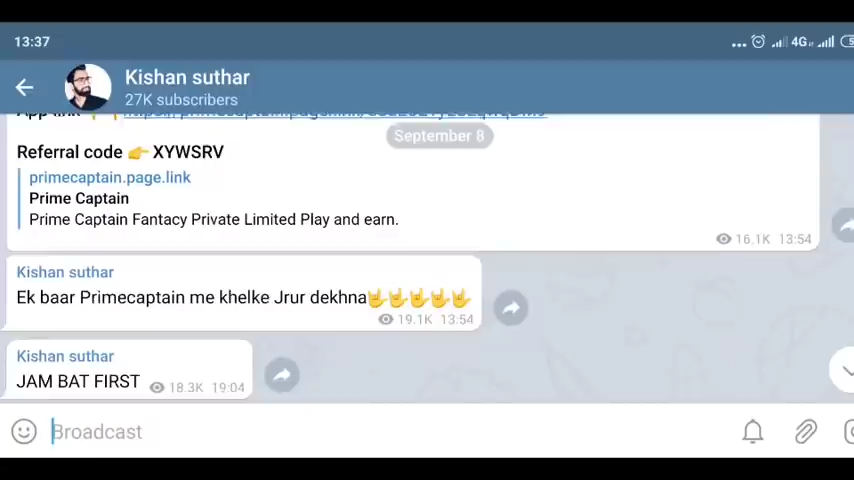 13:37
4G
Kishan suthar
27K subscribers
September 8
Referral code 👉 XYWSRV
primecaptain.page.link
Prime Captain
Prime Captain Fantacy Private Limited Play and earn.
16.1K 13:54
Kishan suthar
Ek baar Primecaptain me khelke Jrur dekhna🤟🤟🤟🤟🤟
19.1K 13:54
Kishan suthar
JAM BAT FIRST
18.3K 19:04
Broadcast